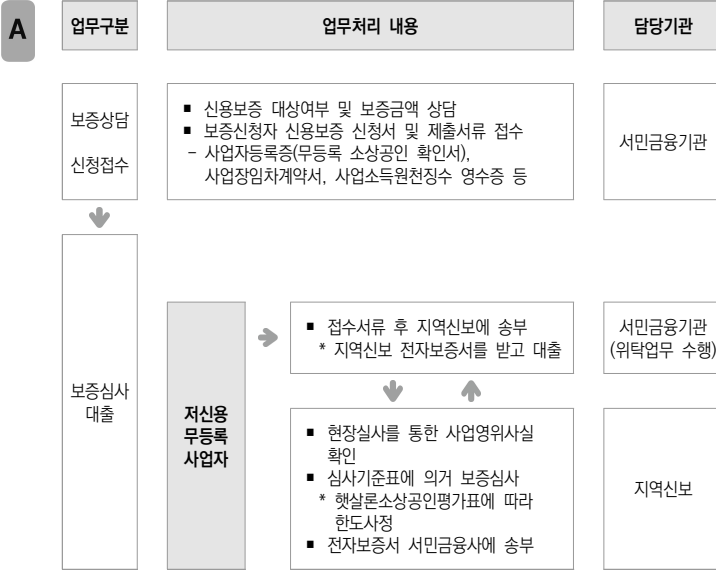 A
업무구분
업무처리 내용
담당기관
보증상담
신청접수
■ 신용보증 대상여부 및 보증금액 상담
■ 보증신청자 신용보증 신청서 및 제출서류 접수
- 사업자등록증(무등록 소상공인 확인서),
사업장임차계약서, 사업소득원천징수 영수증 등
서민금융기관
보증심사
대출
저신용
무등록
사업자
■ 접수서류 후 지역신보에 송부
* 지역신보 전자보증서를 받고 대출
서민금융기관
(위탁업무 수행)
■ 현장실사를 통한 사업영위사실
확인
■ 심사기준표에 의거 보증심사
* 햇살론소상공인평가표에 따라
한도사정
■ 전자보증서 서민금융사에 송부
지역신보